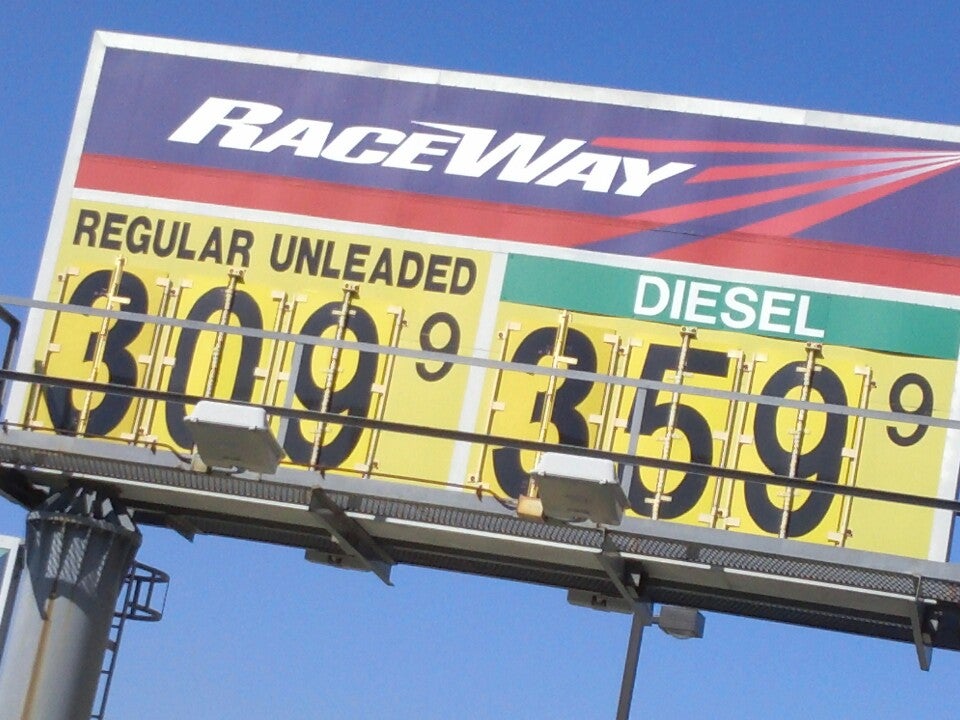 RACEWAY
REGULAR UNLEADED
309 9
DIESEL
359 9